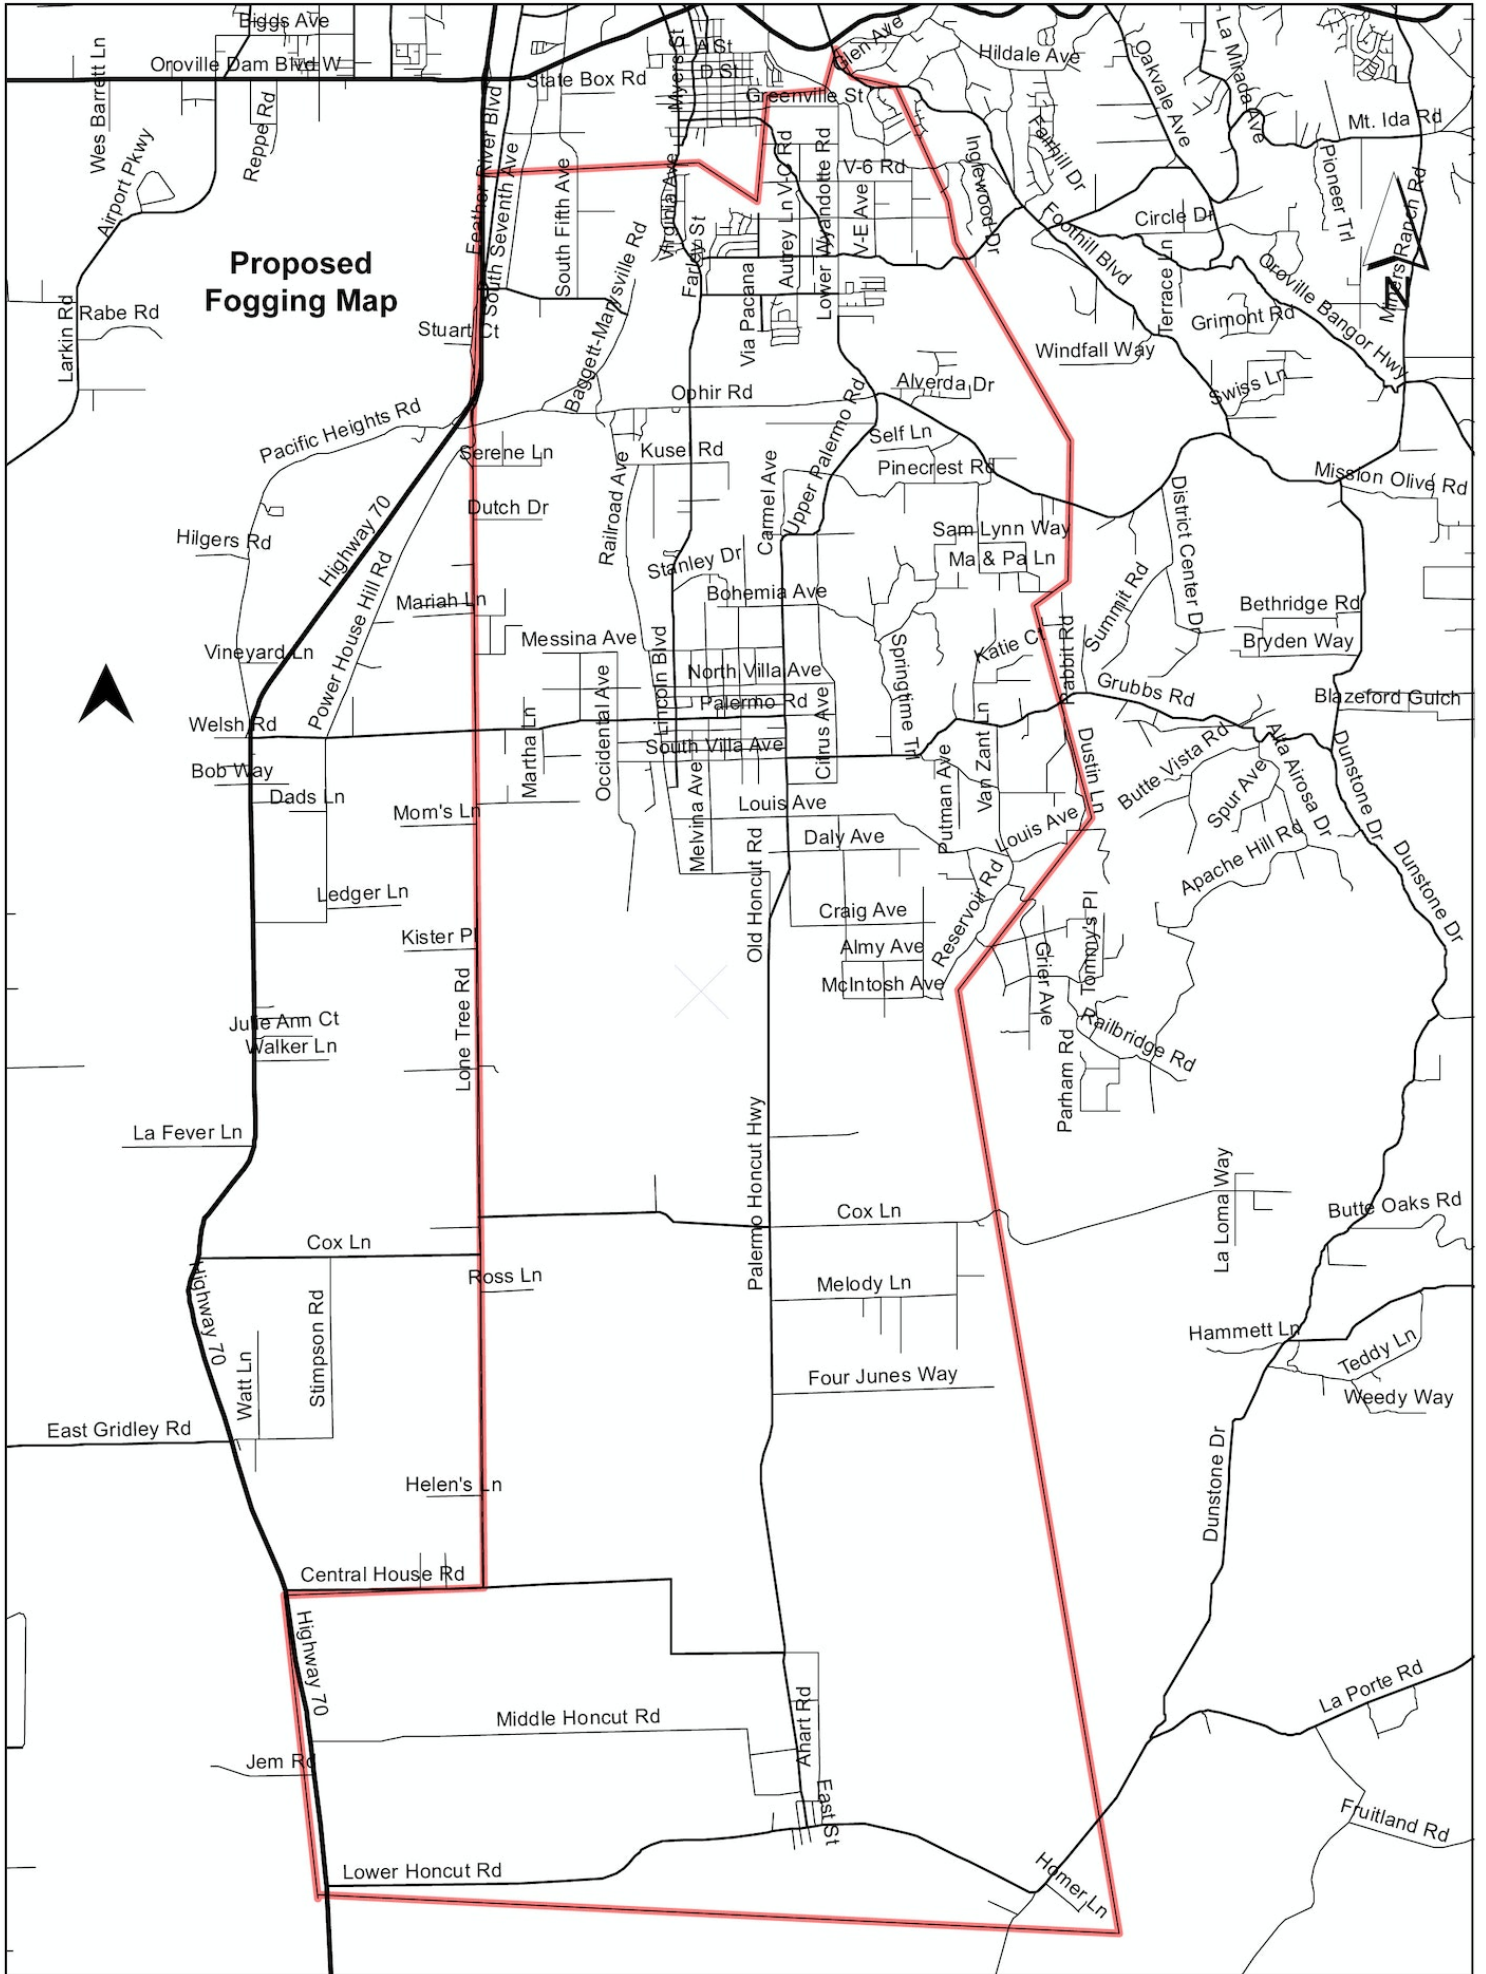 Biggs Ave
Oroville Dam Blvd W
Wes Barrett Ln
Airport Pkwy
Reppe Rd
Feather River Blvd
South Seventh Ave
State Box Rd
South Fifth Ave
Myers St
A St
D St
Greenville St
Glen Ave
Hildale Ave
Oakvale Ave
La Mirada Ave
Mt. Ida Rd
Fairhill Dr
Inglewood Dr
Pioneer Trl
Miners Ranch Rd
N
V-6 Rd
Virginia Ave
Autrey Ln
Lower Wyandotte Rd
V-E Ave
Circle Dr
Foothill Blvd
Terrace Ln
Oroville Bangor Hwy
Proposed
Fogging Map
Larkin Rd
Rabe Rd
Stuart Ct
Baggett-Marysville Rd
Farley St
Via Pacana
Grimont Rd
Windfall Way
Swiss Ln
Ophir Rd
Alverda Dr
Pacific Heights Rd
Serene Ln
Kusel Rd
Self Ln
Upper Palermo Rd
Pinecrest Rd
Mission Olive Rd
Dutch Dr
Railroad Ave
Carmel Ave
Sam Lynn Way
District Center Dr
Hilgers Rd
Highway 70
Stanley Dr
Ma & Pa Ln
Power House Hill Rd
Mariah Ln
Bohemia Ave
Summit Rd
Bethridge Rd
Bryden Way
Messina Ave
Katie Ct
Rabbit Rd
Springtime Trl
Vineyard Ln
Lincoln Blvd
North Villa Ave
Grubbs Rd
Blazeford Gulch
Welsh Rd
Palermo Rd
Citrus Ave
Martha Ln
Occidental Ave
South Villa Ave
Van Zant Ln
Dustin Ln
Butte Vista Rd
Alta Airosa Dr
Dunstone Dr
Bob Way
Dads Ln
Mom's Ln
Melvina Ave
Louis Ave
Putman Ave
Spur Ave
Daly Ave
Louis Ave
Apache Hill Rd
Dunstone Dr
Ledger Ln
Old Honcut Rd
Reservoir Rd
Craig Ave
Kister Pl
Almy Ave
Tommy's Pl
Grier Ave
McIntosh Ave
Lone Tree Rd
Julie Ann Ct
Walker Ln
Railbridge Rd
Parham Rd
La Fever Ln
Palermo Honcut Hwy
Cox Ln
La Loma Way
Butte Oaks Rd
Cox Ln
Ross Ln
Melody Ln
Highway 70
Stimpson Rd
Watt Ln
Hammett Ln
Teddy Ln
Weedy Way
Four Junes Way
East Gridley Rd
Helen's Ln
Dunstone Dr
Central House Rd
Highway 70
Middle Honcut Rd
Ahart Rd
La Porte Rd
Jem Rd
East St
Fruitland Rd
Lower Honcut Rd
Homer Ln